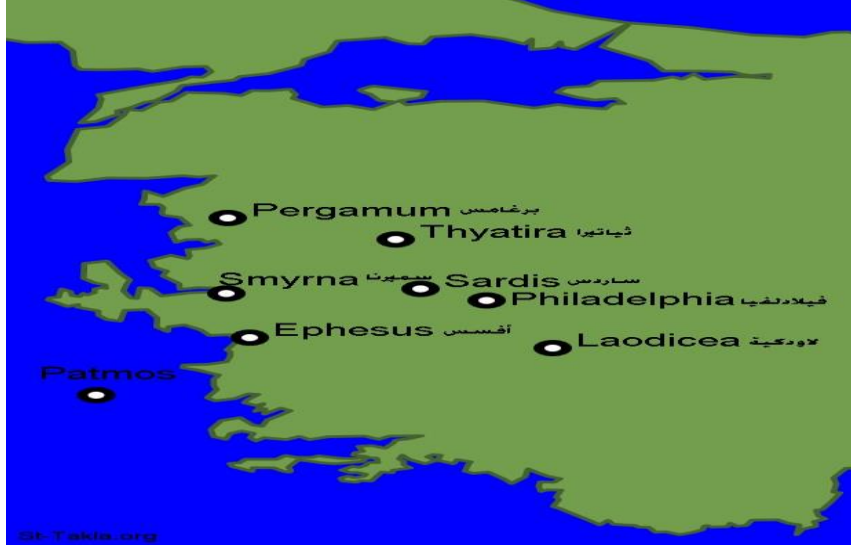 Pergamum برغامس
Thyatira ثياتيرا
Smyrna سميرنا
Sardis ساردس
Philadelphia فيلادلفيا
Ephesus أفسس
Laodicea لاودكية
Patmos
St-Takla.org